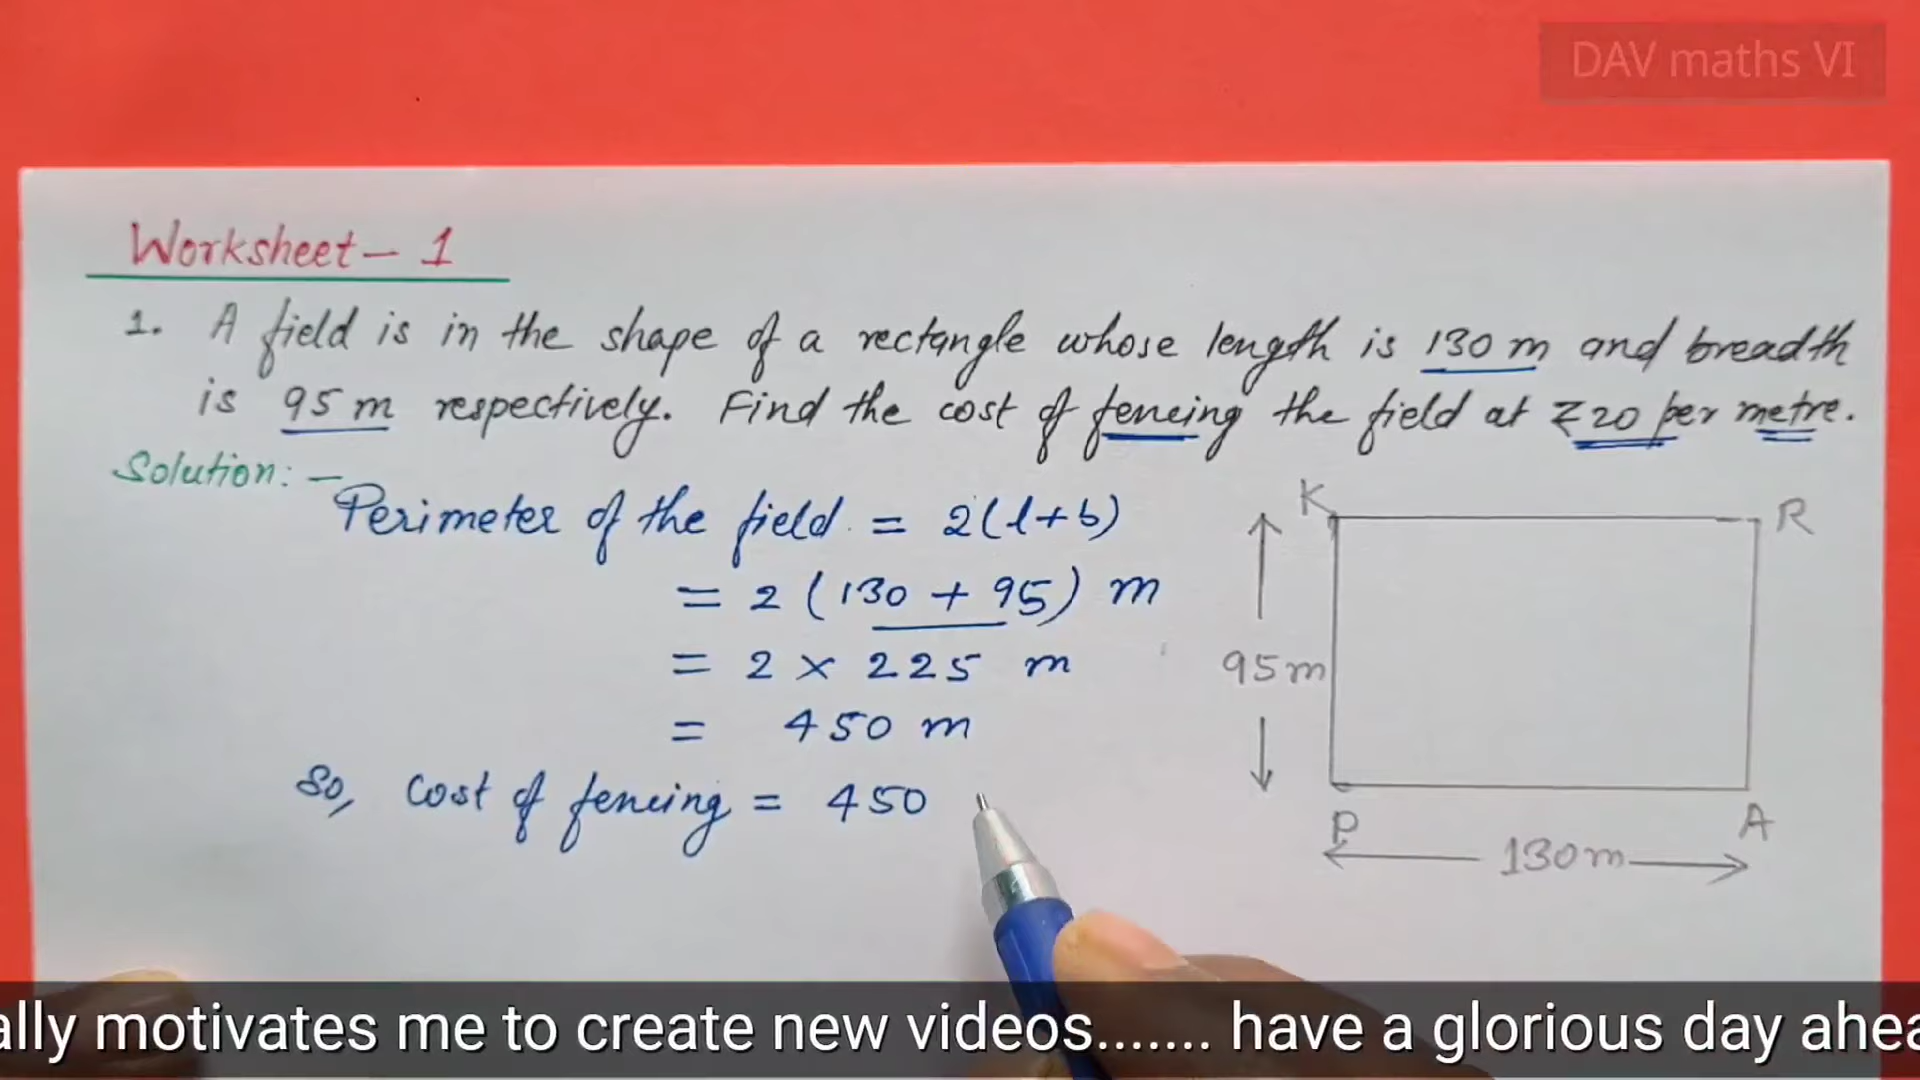 DAV maths VI
Worksheet - 1
1. A field is in the shape of a rectangle whose length is 130 m and breadth
is 95 m respectively. Find the cost of fencing the field at ₹20 per metre.
Solution: -
Perimeter of the field = 2(l+b)
= 2 (130 + 95) m
= 2 × 225 m
= 450 m
So, Cost of fencing = 450
K
R
95 m
P
A
130 m
ally motivates me to create new videos....... have a glorious day ahea